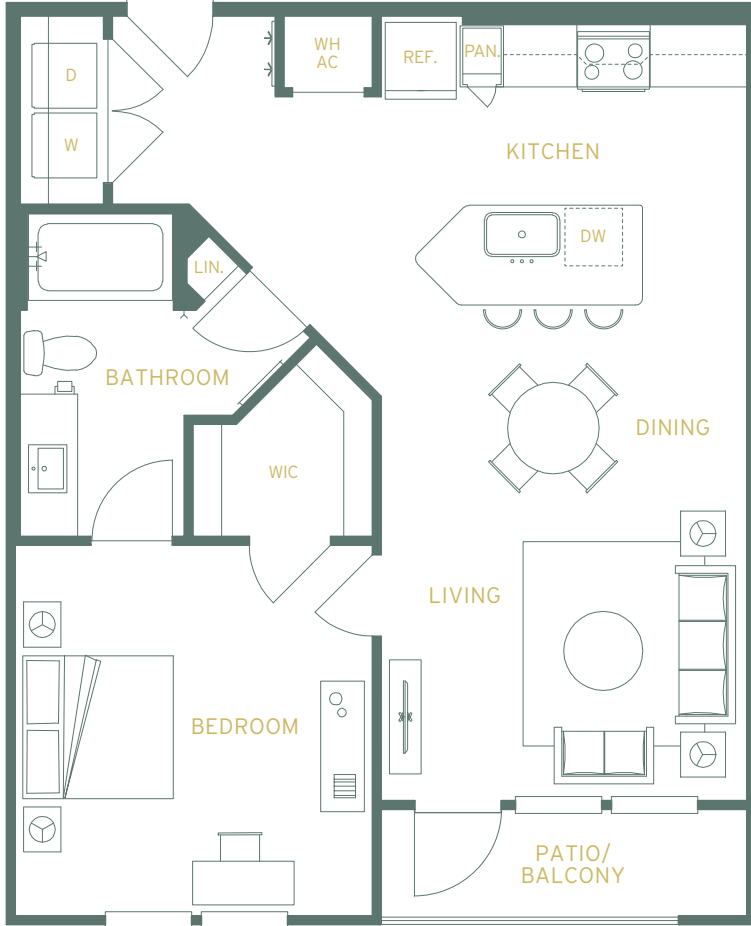 D
W
WH
AC
REF.
PAN.
KITCHEN
DW
LIN.
BATHROOM
DINING
WIC
LIVING
BEDROOM
PATIO/
BALCONY